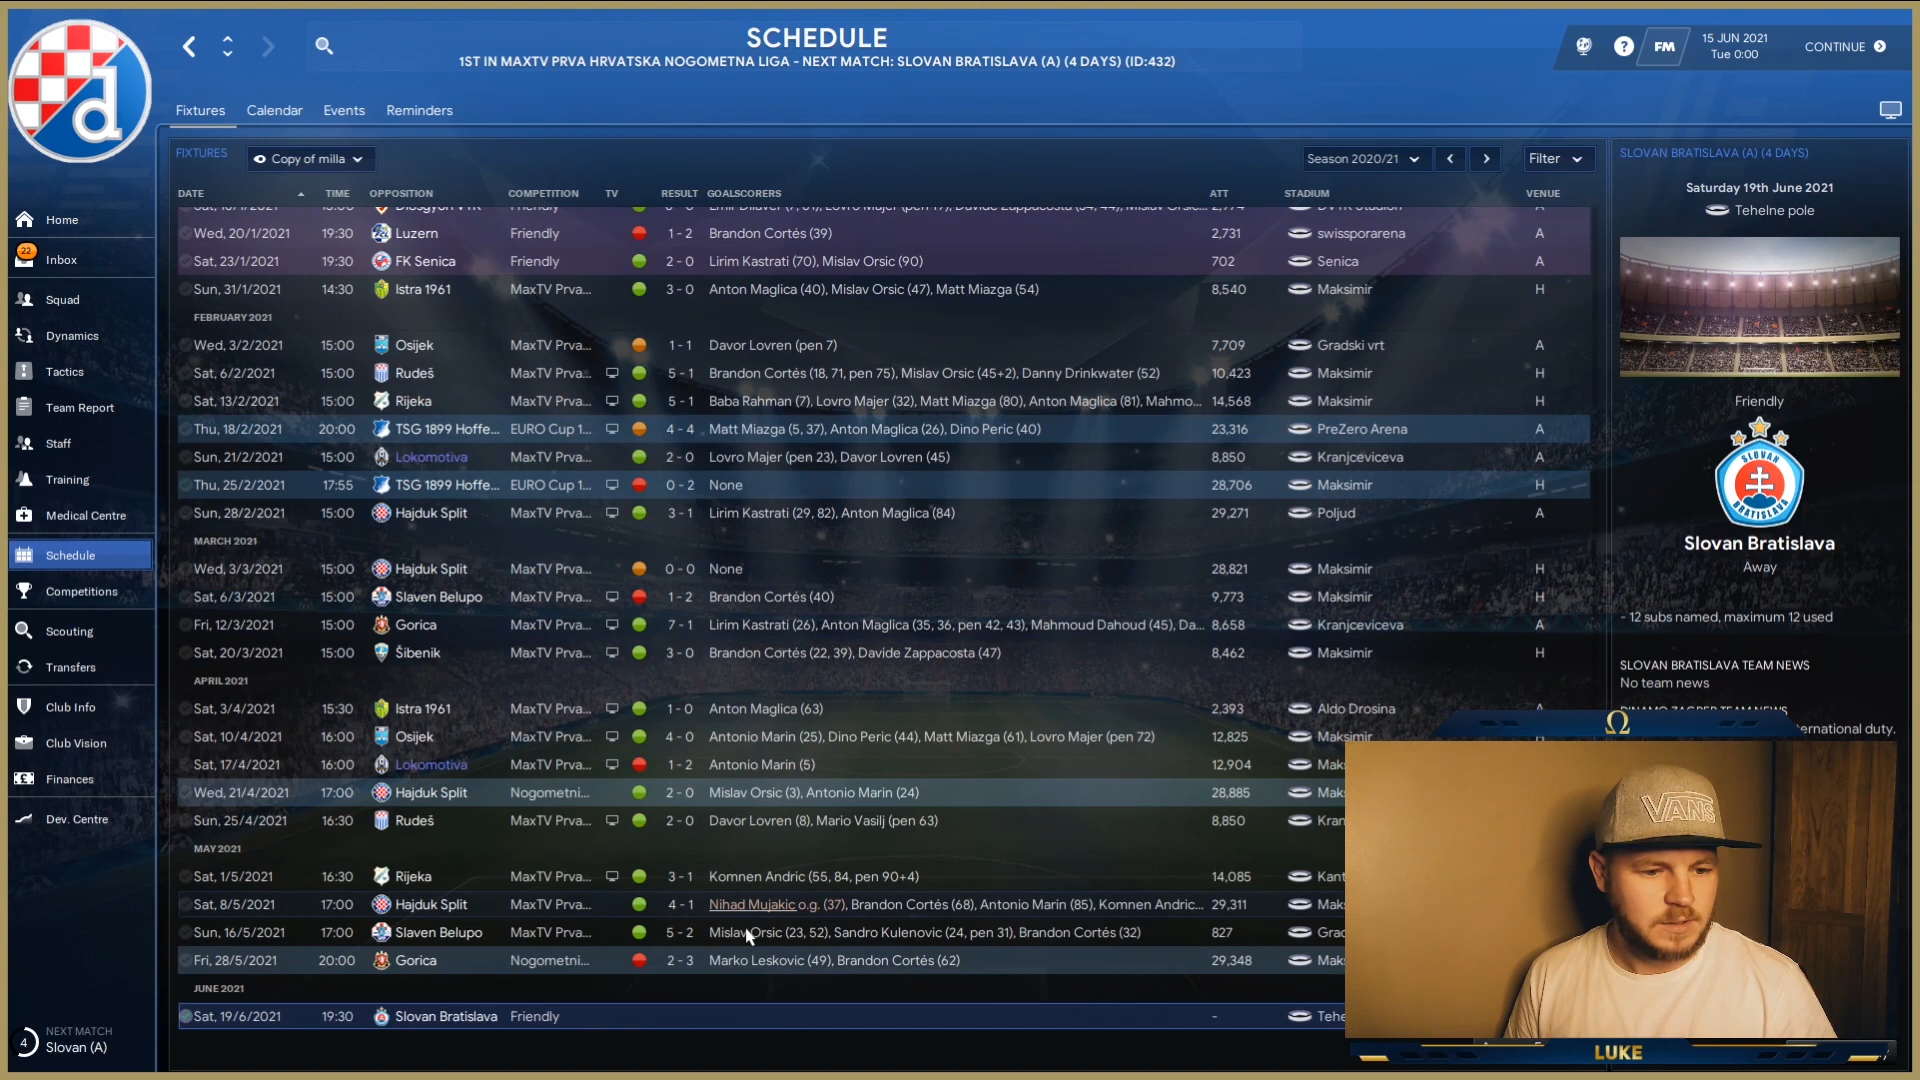 SCHEDULE
1ST IN MAXTV PRVA HRVATSKA NOGOMETNA LIGA - NEXT MATCH: SLOVAN BRATISLAVA (A) (4 DAYS) (ID:432)
? FM 15 JUN 2021 Tue 0:00 CONTINUE
Fixtures Calendar Events Reminders
FIXTURES Copy of milla Season 2020/21 Filter
DATE TIME OPPOSITION COMPETITION TV RESULT GOALSCORERS ATT STADIUM VENUE
Wed, 20/1/2021 19:30 Luzern Friendly 1 - 2 Brandon Cortés (39) 2,731 swissporarena A
Sat, 23/1/2021 19:30 FK Senica Friendly 2 - 0 Lirim Kastrati (70), Mislav Orsic (90) 702 Senica A
Sun, 31/1/2021 14:30 Istra 1961 MaxTV Prva... 3 - 0 Anton Maglica (40), Mislav Orsic (47), Matt Miazga (54) 8,540 Maksimir H
FEBRUARY 2021
Wed, 3/2/2021 15:00 Osijek MaxTV Prva... 1 - 1 Davor Lovren (pen 7) 7,709 Gradski vrt A
Sat, 6/2/2021 15:00 Rudeš MaxTV Prva... 5 - 1 Brandon Cortés (18, 71, pen 75), Mislav Orsic (45+2), Danny Drinkwater (52) 10,423 Maksimir H
Sat, 13/2/2021 15:00 Rijeka MaxTV Prva... 5 - 1 Baba Rahman (7), Lovro Majer (32), Matt Miazga (80), Anton Maglica (81), Mahmo... 14,568 Maksimir H
Thu, 18/2/2021 20:00 TSG 1899 Hoffe... EURO Cup 1... 4 - 4 Matt Miazga (5, 37), Anton Maglica (26), Dino Peric (40) 23,316 PreZero Arena A
Sun, 21/2/2021 15:00 Lokomotiva MaxTV Prva... 2 - 0 Lovro Majer (pen 23), Davor Lovren (45) 8,850 Kranjceviceva A
Thu, 25/2/2021 17:55 TSG 1899 Hoffe... EURO Cup 1... 0 - 2 None 28,706 Maksimir H
Sun, 28/2/2021 15:00 Hajduk Split MaxTV Prva... 3 - 1 Lirim Kastrati (29, 82), Anton Maglica (84) 29,271 Poljud A
MARCH 2021
Wed, 3/3/2021 15:00 Hajduk Split MaxTV Prva... 0 - 0 None 28,821 Maksimir H
Sat, 6/3/2021 15:00 Slaven Belupo MaxTV Prva... 1 - 2 Brandon Cortés (40) 9,773 Maksimir H
Fri, 12/3/2021 15:00 Gorica MaxTV Prva... 7 - 1 Lirim Kastrati (26), Anton Maglica (35, 36, pen 42, 43), Mahmoud Dahoud (45), Da... 8,658 Kranjceviceva A
Sat, 20/3/2021 15:00 Šibenik MaxTV Prva... 3 - 0 Brandon Cortés (22, 39), Davide Zappacosta (47) 8,462 Maksimir H
APRIL 2021
Sat, 3/4/2021 15:30 Istra 1961 MaxTV Prva... 1 - 0 Anton Maglica (63) 2,393 Aldo Drosina A
Sat, 10/4/2021 16:00 Osijek MaxTV Prva... 4 - 0 Antonio Marin (25), Dino Peric (44), Matt Miazga (61), Lovro Majer (pen 72) 12,825 Maksimir H
Sat, 17/4/2021 16:00 Lokomotiva MaxTV Prva... 1 - 2 Antonio Marin (5) 12,904 Mak
Wed, 21/4/2021 17:00 Hajduk Split Nogometni... 2 - 0 Mislav Orsic (3), Antonio Marin (24) 28,885 Mak
Sun, 25/4/2021 16:30 Rudeš MaxTV Prva... 2 - 0 Davor Lovren (8), Mario Vasilj (pen 63) 8,850 Kran
MAY 2021
Sat, 1/5/2021 16:30 Rijeka MaxTV Prva... 3 - 1 Komnen Andric (55, 84, pen 90+4) 14,085 Kant
Sat, 8/5/2021 17:00 Hajduk Split MaxTV Prva... 4 - 1 Nihad Mujakic o.g. (37), Brandon Cortés (68), Antonio Marin (85), Komnen Andric... 29,311 Mak
Sun, 16/5/2021 17:00 Slaven Belupo MaxTV Prva... 5 - 2 Mislav Orsic (23, 52), Sandro Kulenovic (24, pen 31), Brandon Cortés (32) 827 Grad
Fri, 28/5/2021 20:00 Gorica Nogometni... 2 - 3 Marko Leskovic (49), Brandon Cortés (62) 29,348 Mak
JUNE 2021
Sat, 19/6/2021 19:30 Slovan Bratislava Friendly - Tehe
d
Home
22 Inbox
Squad
Dynamics
Tactics
Team Report
Staff
Training
Medical Centre
Schedule
Competitions
Scouting
Transfers
Club Info
Club Vision
Finances
Dev. Centre
4 NEXT MATCH
Slovan (A)
SLOVAN BRATISLAVA (A) (4 DAYS)
Saturday 19th June 2021
Tehelne pole
Friendly
SLOVAN
BRATISLAVA
Slovan Bratislava
Away
- 12 subs named, maximum 12 used
SLOVAN BRATISLAVA TEAM NEWS
No team news
DINAMO ZAGREB TEAM NEWS
ernational duty.
Ω
VANS
LUKE